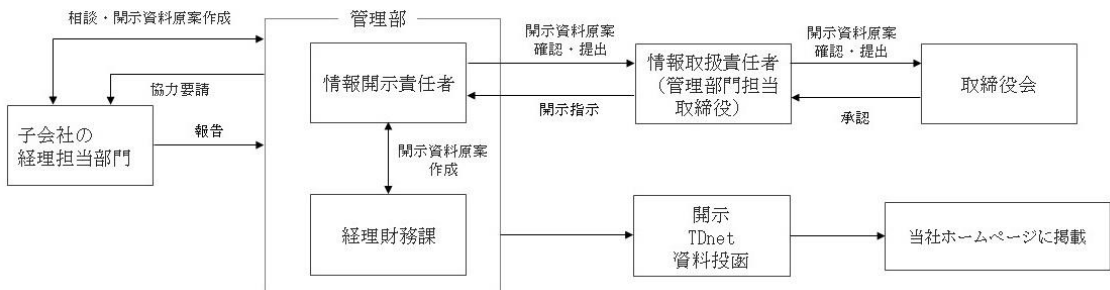 相談・開示資料原案作成
管理部
開示資料原案
確認・提出
開示資料原案
確認・提出
協力要請
情報開示責任者
情報取扱責任者
(管理部門担当
取締役)
取締役会
開示指示
承認
子会社の
経理担当部門
報告
開示資料原案
作成
経理財務課
開示
TDnet
資料投函
当社ホームページに掲載